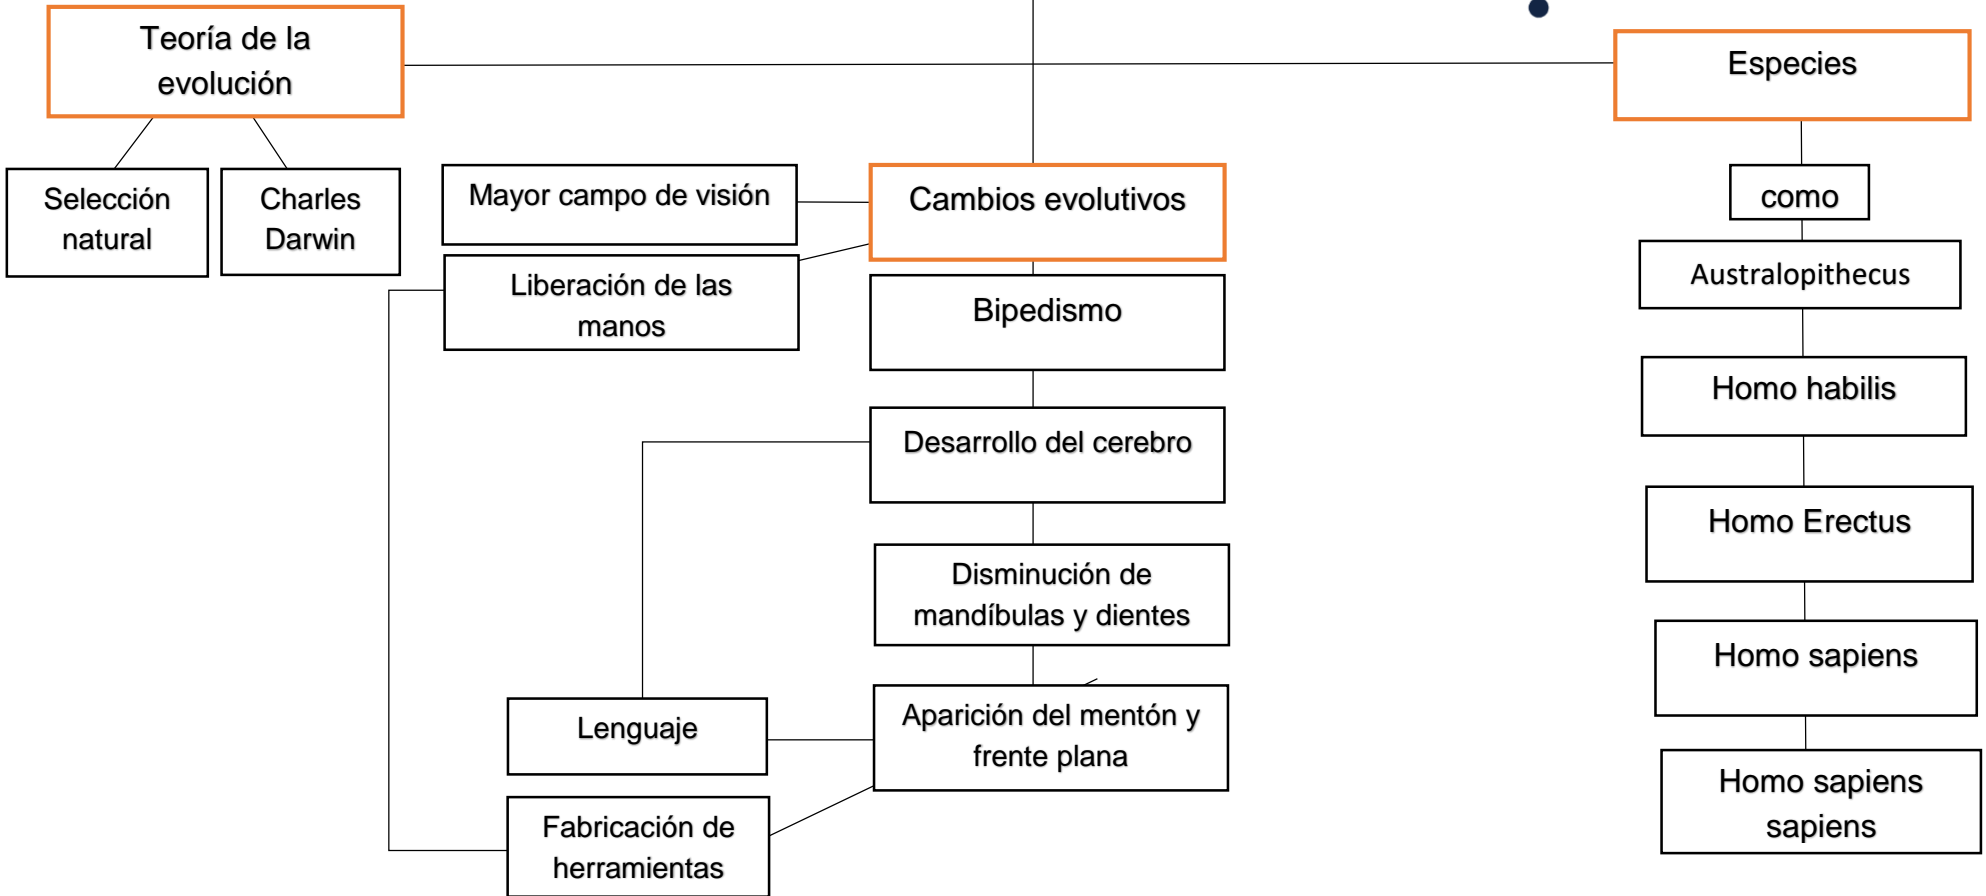 Teoría de la
evolución
Especies
Selección
natural
Charles
Darwin
Mayor campo de visión
Cambios evolutivos
como
Liberación de las
manos
Bipedismo
Australopithecus
Homo habilis
Desarrollo del cerebro
Homo Erectus
Disminución de
mandíbulas y dientes
Homo sapiens
Lenguaje
Aparición del mentón y
frente plana
Homo sapiens
sapiens
Fabricación de
herramientas